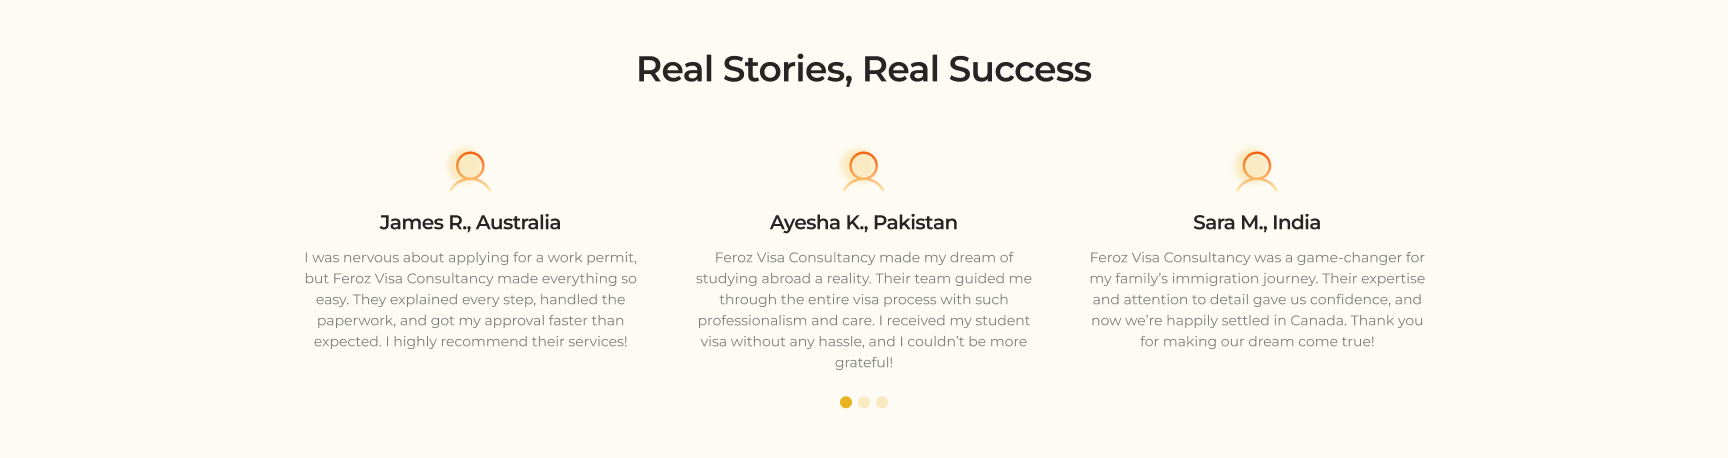 Real Stories, Real Success
James R., Australia
I was nervous about applying for a work permit,
but Feroz Visa Consultancy made everything so
easy. They explained every step, handled the
paperwork, and got my approval faster than
expected. I highly recommend their services!
Ayesha K., Pakistan
Feroz Visa Consultancy made my dream of
studying abroad a reality. Their team guided me
through the entire visa process with such
professionalism and care. I received my student
visa without any hassle, and I couldn't be more
grateful!
Sara M., India
Feroz Visa Consultancy was a game-changer for
my family's immigration journey. Their expertise
and attention to detail gave us confidence, and
now we're happily settled in Canada. Thank you
for making our dream come true!